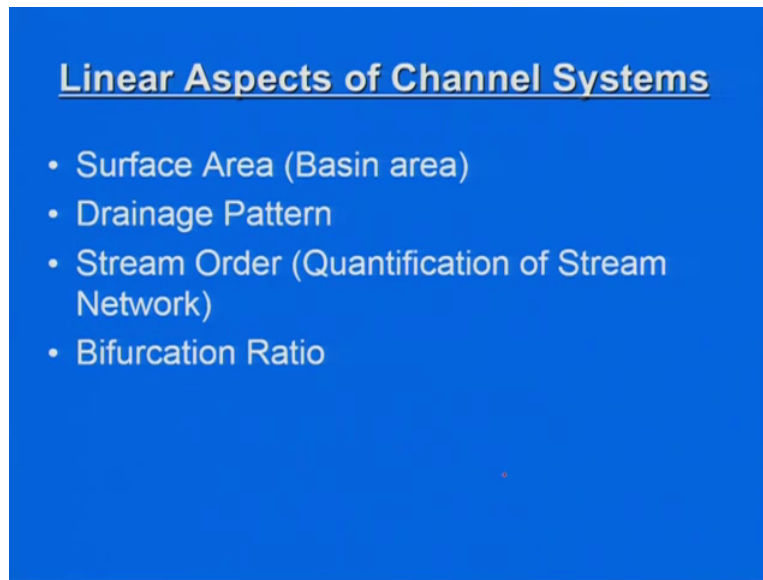 Linear Aspects of Channel Systems
• Surface Area (Basin area)
• Drainage Pattern
• Stream Order (Quantification of Stream
Network)
• Bifurcation Ratio